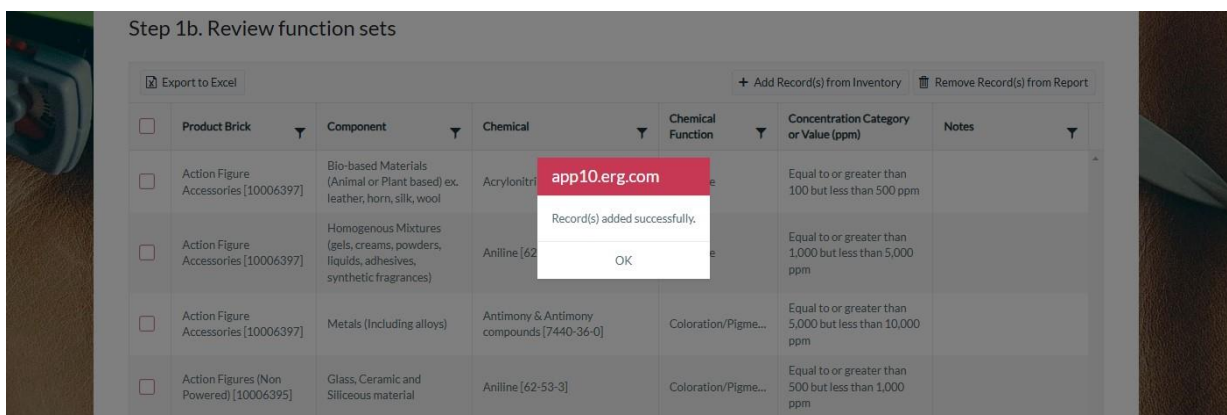 Step 1b. Review function sets
Export to Excel
+ Add Record(s) from Inventory
Remove Record(s) from Report
Product Brick
Component
Chemical
Chemical
Function
Concentration Category
or Value (ppm)
Notes
Action Figure
Accessories [10006397]
Bio-based Materials
(Animal or Plant based) ex.
leather, horn, silk, wool
Equal to or greater than
100 but less than 500 ppm
Action Figure
Accessories [10006397]
Homogenous Mixtures
(gels, creams, powders,
liquids, adhesives,
synthetic fragrances)
Aniline [62
Equal to or greater than
1,000 but less than 5,000
ppm
app10.erg.com
Record(s) added successfully.
OK
Action Figure
Accessories [10006397]
Metals (Including alloys)
Antimony & Antimony
compounds [7440-36-0]
Coloration/Pigme...
Equal to or greater than
5,000 but less than 10,000
ppm
Action Figures (Non
Powered) [10006395]
Glass, Ceramic and
Siliceous material
Aniline [62-53-3]
Coloration/Pigme...
Equal to or greater than
500 but less than 1,000
ppm